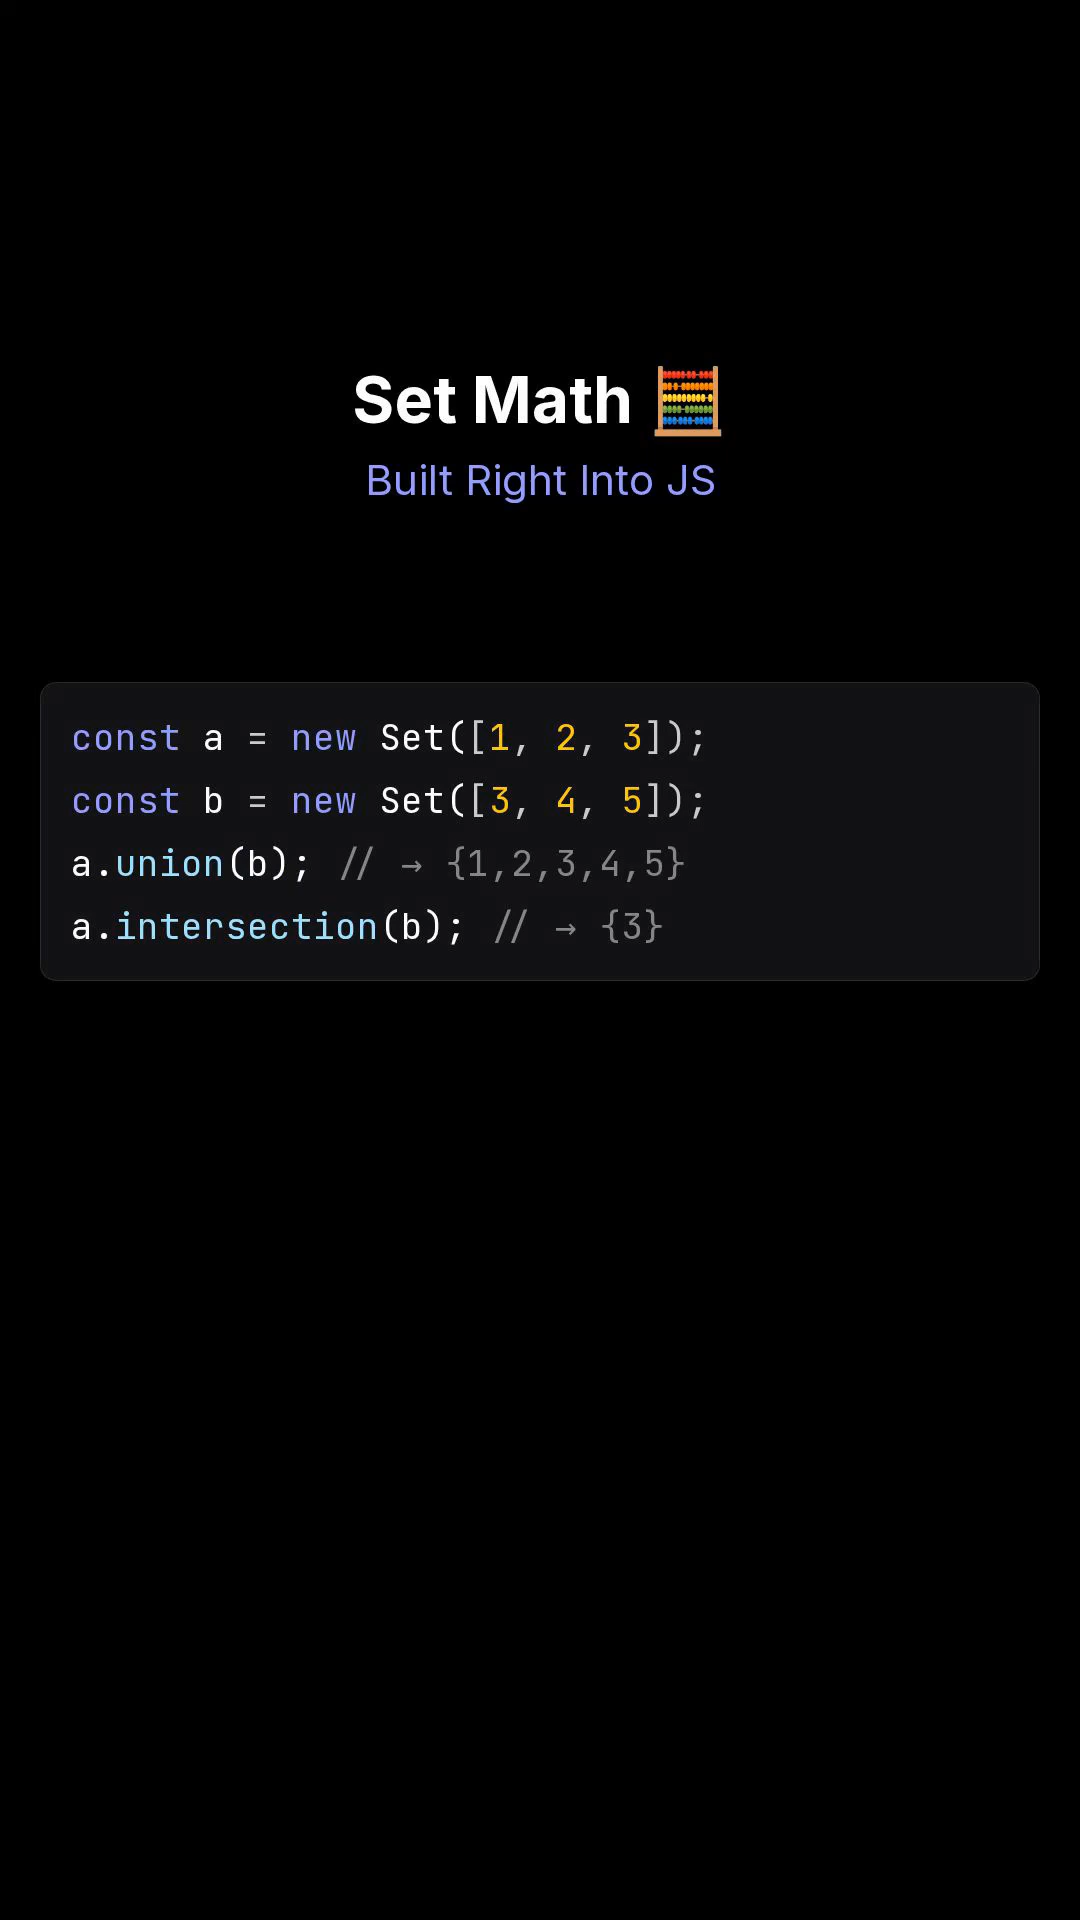 Set Math 🧮
Built Right Into JS
const a = new Set([1, 2, 3]);
const b = new Set([3, 4, 5]);
a.union(b); // → {1,2,3,4,5}
a.intersection(b); // → {3}